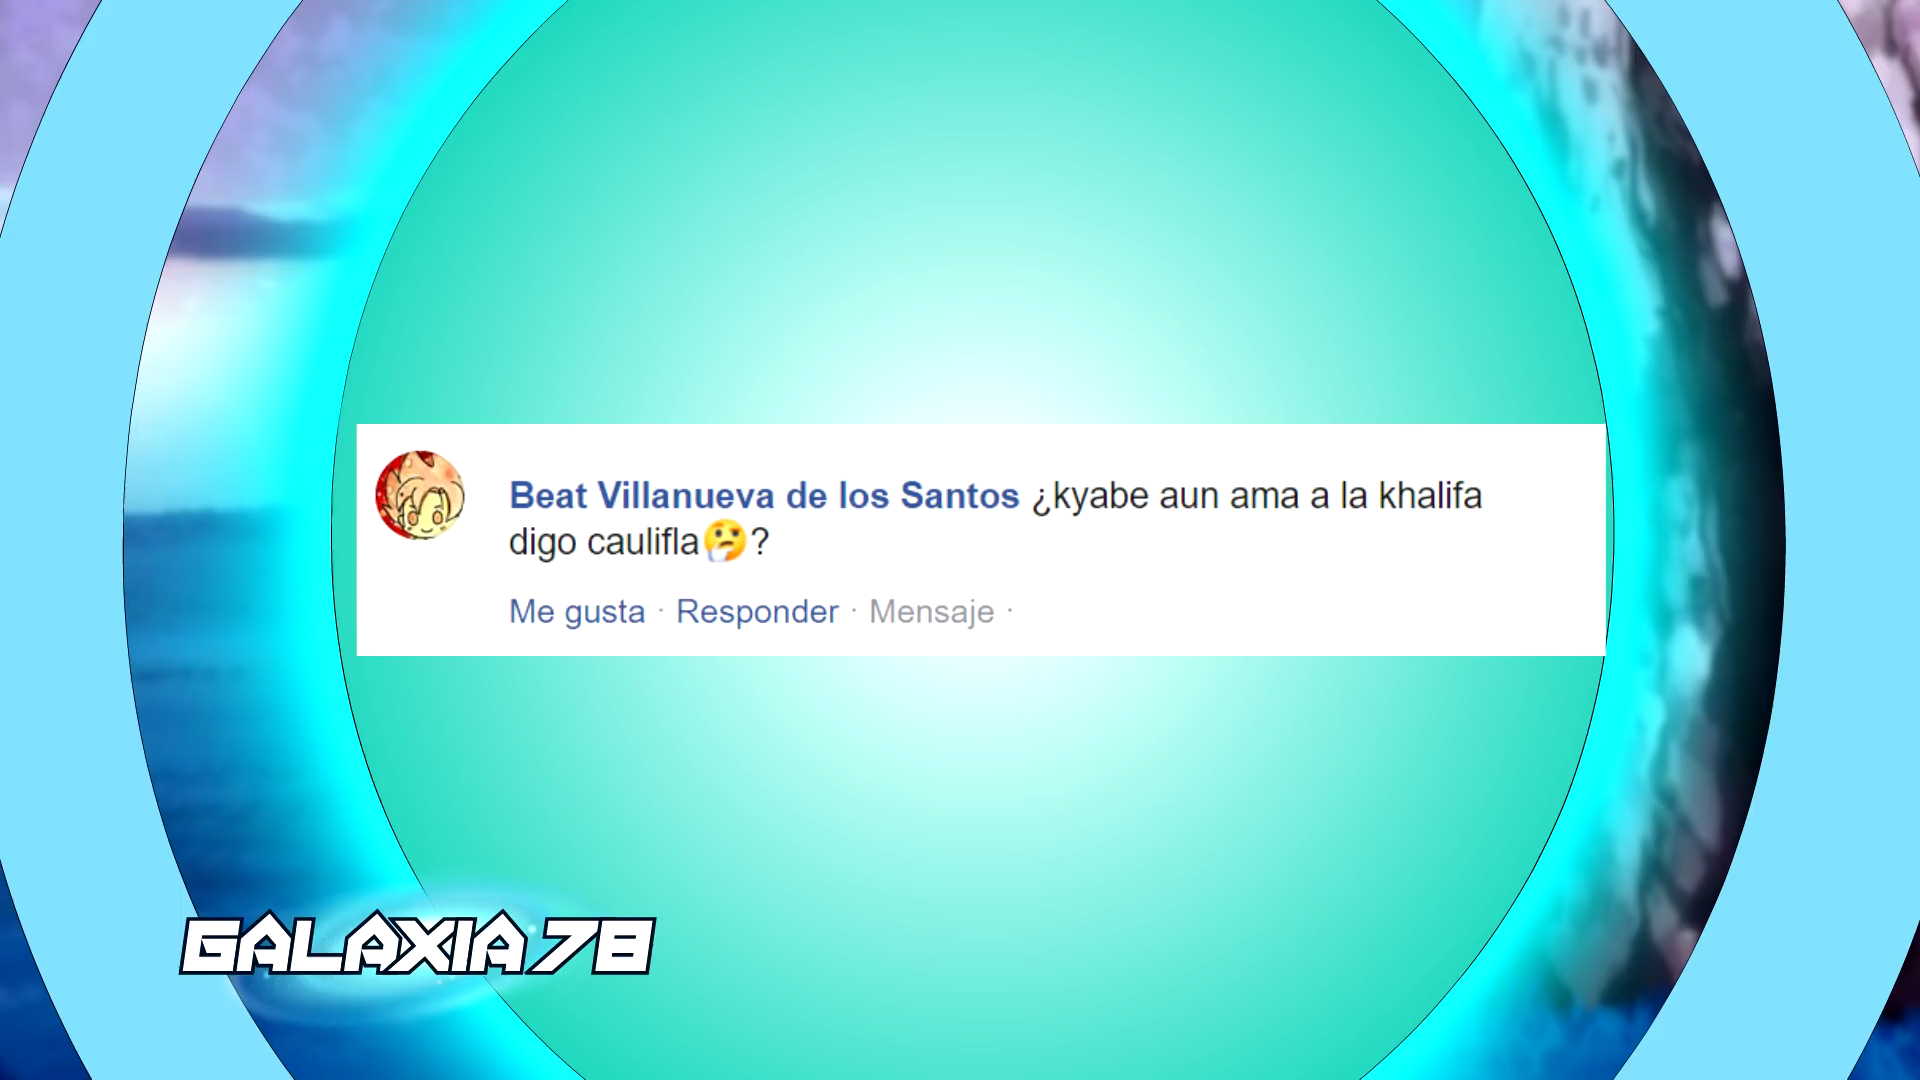 Beat Villanueva de los Santos ¿kyabe aun ama a la khalifa
digo caulifla🤔?
Me gusta · Responder · Mensaje ·
GALAXIA 78